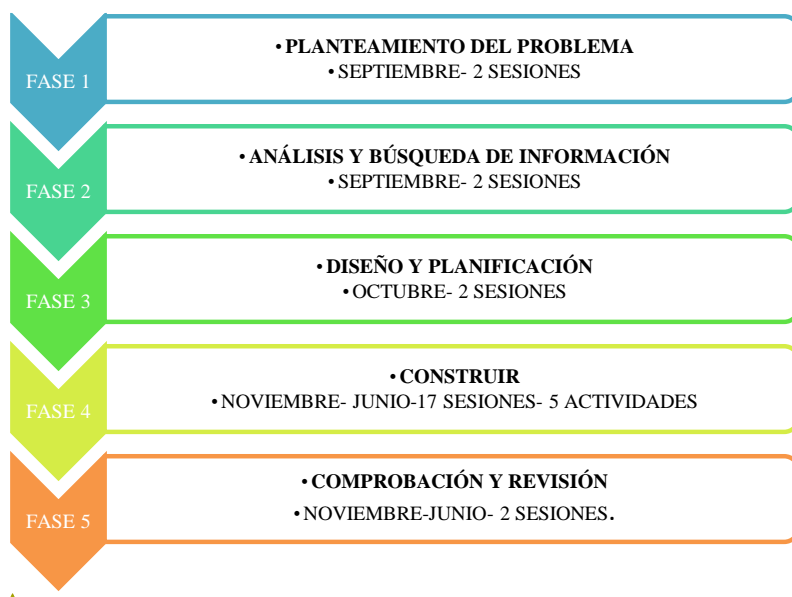 FASE 1
• PLANTEAMIENTO DEL PROBLEMA
• SEPTIEMBRE- 2 SESIONES
FASE 2
• ANÁLISIS Y BÚSQUEDA DE INFORMACIÓN
• SEPTIEMBRE- 2 SESIONES
FASE 3
• DISEÑO Y PLANIFICACIÓN
• OCTUBRE- 2 SESIONES
FASE 4
• CONSTRUIR
• NOVIEMBRE- JUNIO-17 SESIONES- 5 ACTIVIDADES
FASE 5
• COMPROBACIÓN Y REVISIÓN
• NOVIEMBRE-JUNIO- 2 SESIONES.